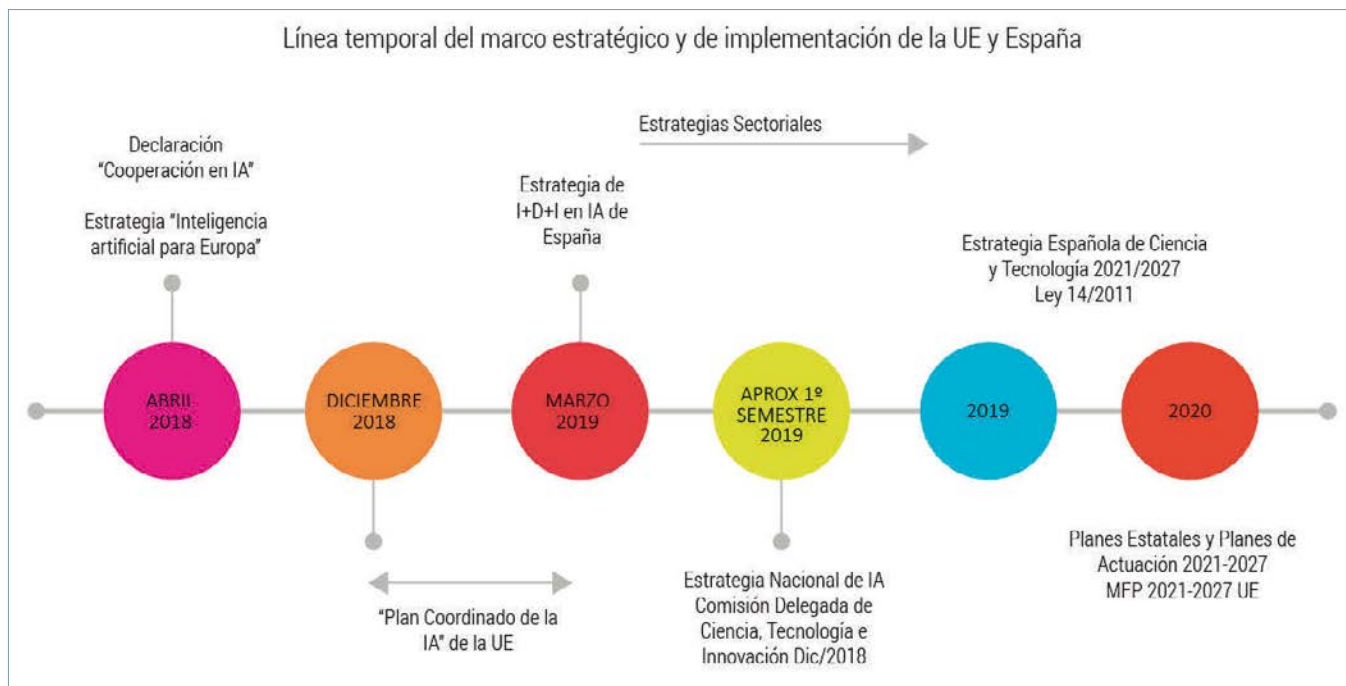 Línea temporal del marco estratégico y de implementación de la UE y España
Estrategias Sectoriales
Declaración
“Cooperación en IA”
Estrategia “Inteligencia
artificial para Europa”
Estrategia de
I+D+I en IA de
España
Estrategia Española de Ciencia
y Tecnología 2021/2027
Ley 14/2011
ABRIL
2018
DICIEMBRE
2018
MARZO
2019
APROX 1º
SEMESTRE
2019
2019
2020
“Plan Coordinado de la
IA” de la UE
Estrategia Nacional de IA
Comisión Delegada de
Ciencia, Tecnología e
Innovación Dic/2018
Planes Estatales y Planes de
Actuación 2021-2027
MFP 2021-2027 UE